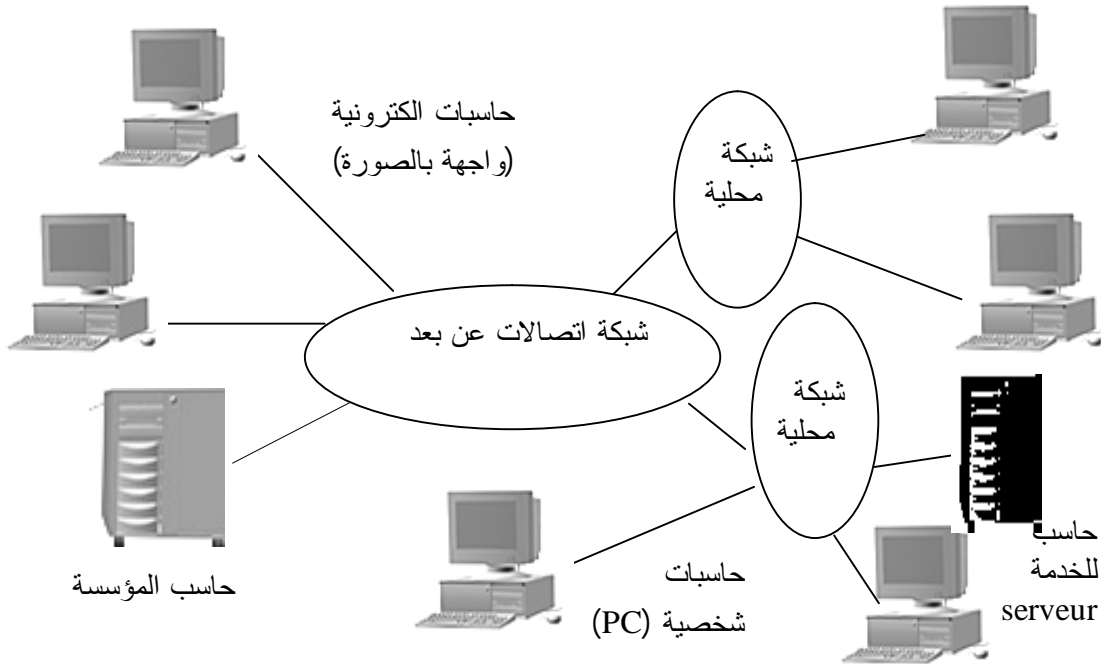 حاسبات الكترونية
(واجهة بالصورة)
شبكة
محلية
شبكة اتصالات عن بعد
شبكة
محلية
حاسب
للخدمة
serveur
حاسبات
شخصية (PC)
حاسب المؤسسة